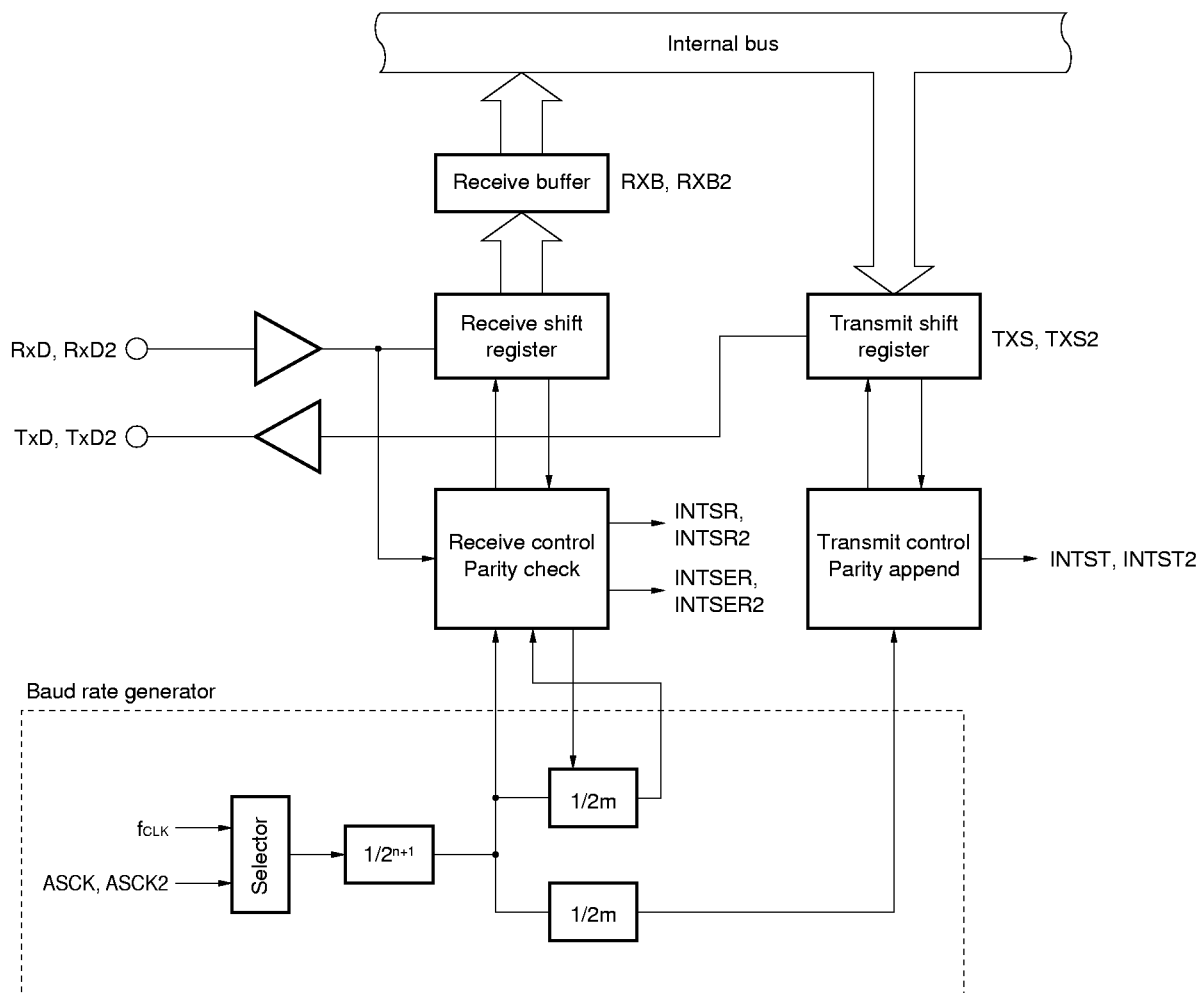 Internal bus
Receive buffer
RXB, RXB2
Receive shift
register
Transmit shift
register
TXS, TXS2
RxD, RxD2
TxD, TxD2
Receive control
Parity check
INTSR,
INTSR2
INTSER,
INTSER2
Transmit control
Parity append
INTST, INTST2
Baud rate generator
1/2m
fCLK
ASCK, ASCK2
Selector
1/2ⁿ⁺¹
1/2m